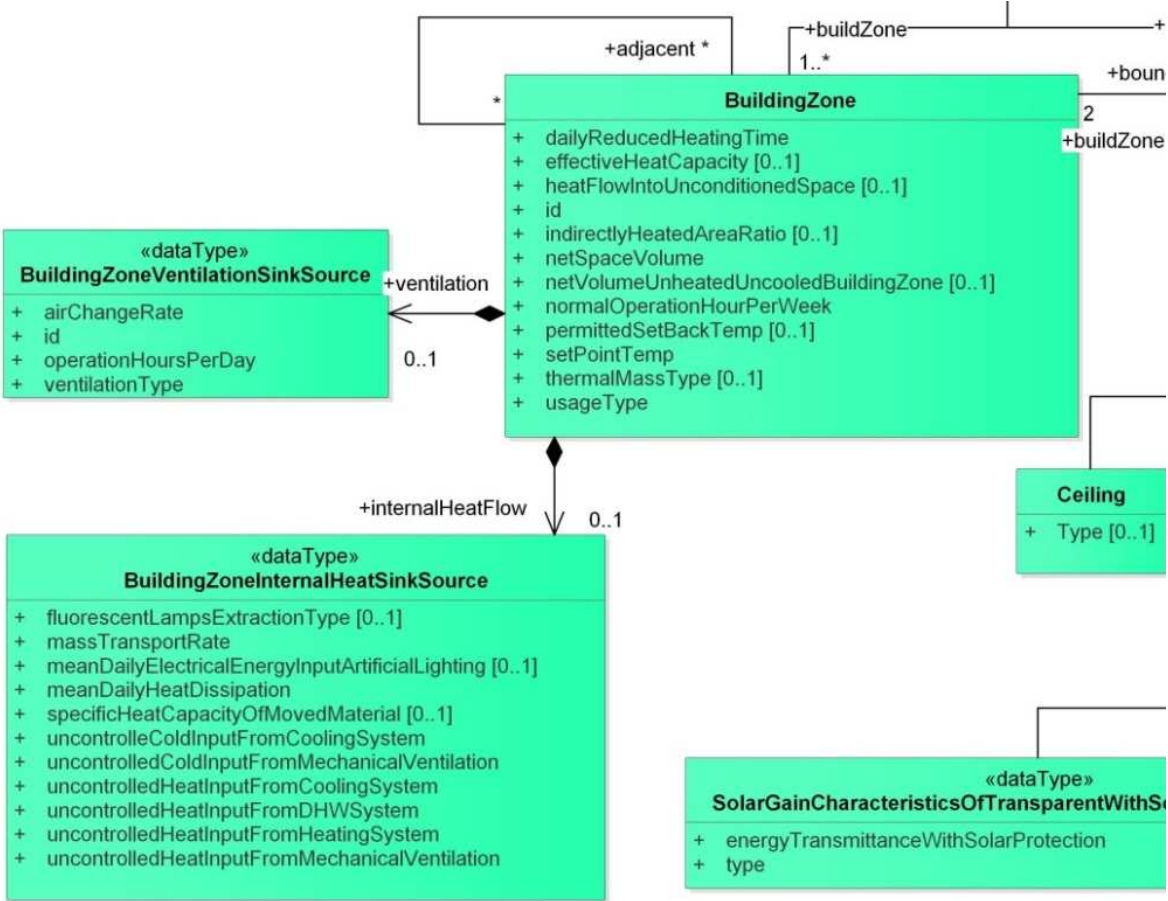 +buildZone
+
+adjacent *
1..*
*
BuildingZone
2
+buildZone
+ dailyReducedHeatingTime
+ effectiveHeatCapacity [0..1]
+ heatFlowIntoUnconditionedSpace [0..1]
+ id
+ indirectlyHeatedAreaRatio [0..1]
+ netSpaceVolume
+ netVolumeUnheatedUncooledBuildingZone [0..1]
+ normalOperationHourPerWeek
+ permittedSetBackTemp [0..1]
+ setPointTemp
+ thermalMassType [0..1]
+ usageType
«dataType»
BuildingZoneVentilationSinkSource
+ airChangeRate
+ id
+ operationHoursPerDay
+ ventilationType
+ventilation
0..1
+internalHeatFlow
0..1
Ceiling
+ Type [0..1]
«dataType»
BuildingZoneInternalHeatSinkSource
+ fluorescentLampsExtractionType [0..1]
+ massTransportRate
+ meanDailyElectricalEnergyInputArtificialLighting [0..1]
+ meanDailyHeatDissipation
+ specificHeatCapacityOfMovedMaterial [0..1]
+ uncontrolleColdInputFromCoolingSystem
+ uncontrolledColdInputFromMechanicalVentilation
+ uncontrolledHeatInputFromCoolingSystem
+ uncontrolledHeatInputFromDHWSystem
+ uncontrolledHeatInputFromHeatingSystem
+ uncontrolledHeatInputFromMechanicalVentilation
«dataType»
+ energyTransmittanceWithSolarProtection
+ type